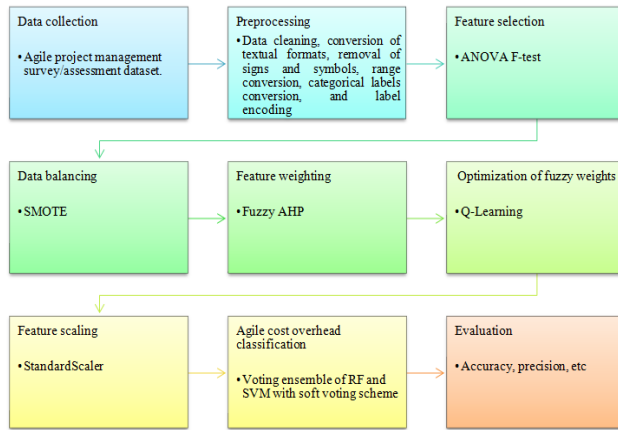 Data collection
• Agile project management
survey/assessment dataset.
Preprocessing
• Data cleaning, conversion of
textual formats, removal of
signs and symbols, range
conversion, categorical labels
conversion, and label
encoding
Feature selection
• ANOVA F-test
Data balancing
• SMOTE
Feature weighting
• Fuzzy AHP
Optimization of fuzzy weights
• Q-Learning
Feature scaling
• StandardScaler
Agile cost overhead
classification
• Voting ensemble of RF and
SVM with soft voting scheme
Evaluation
• Accuracy, precision, etc